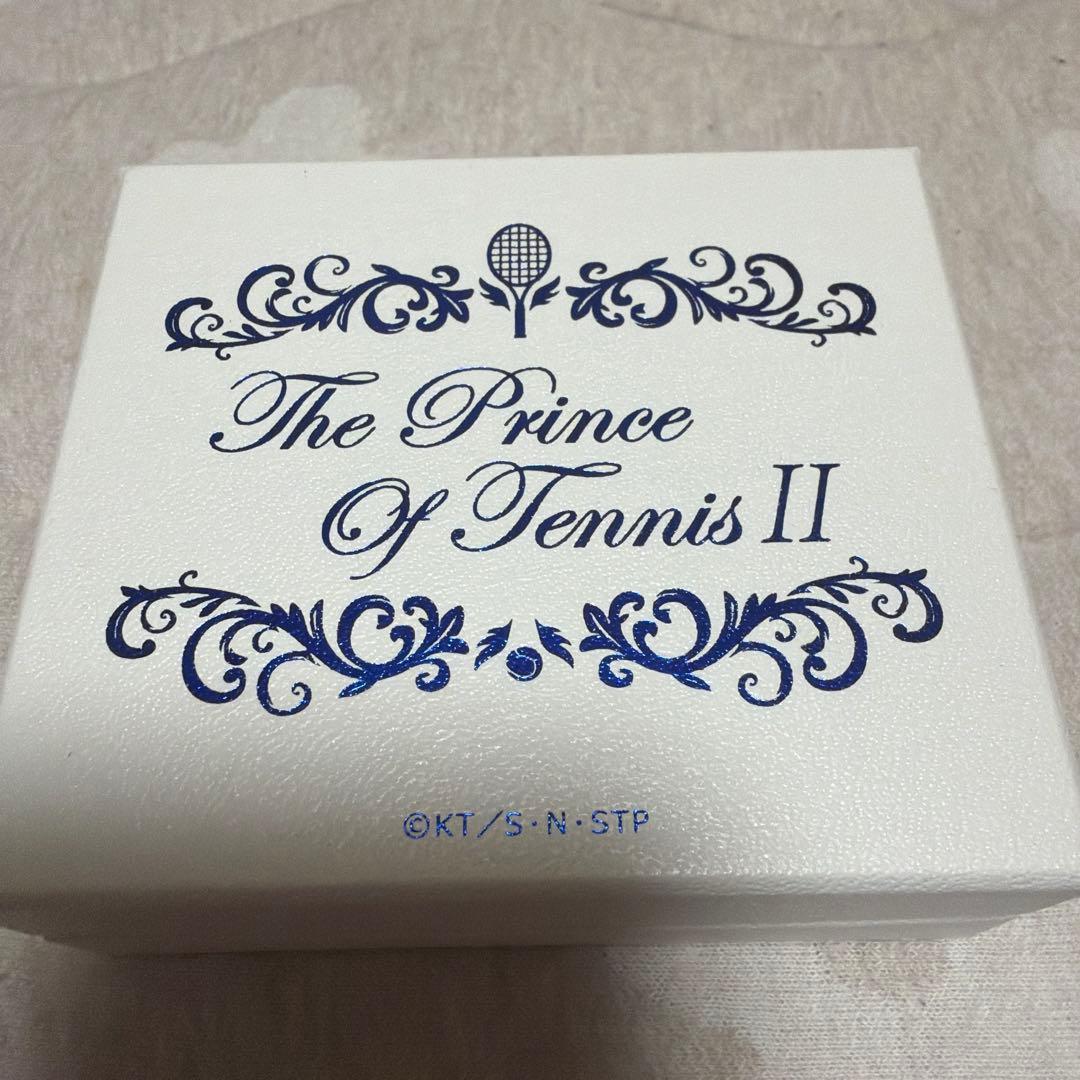 The Prince
Of Tennis II
©KT/S·N·STP